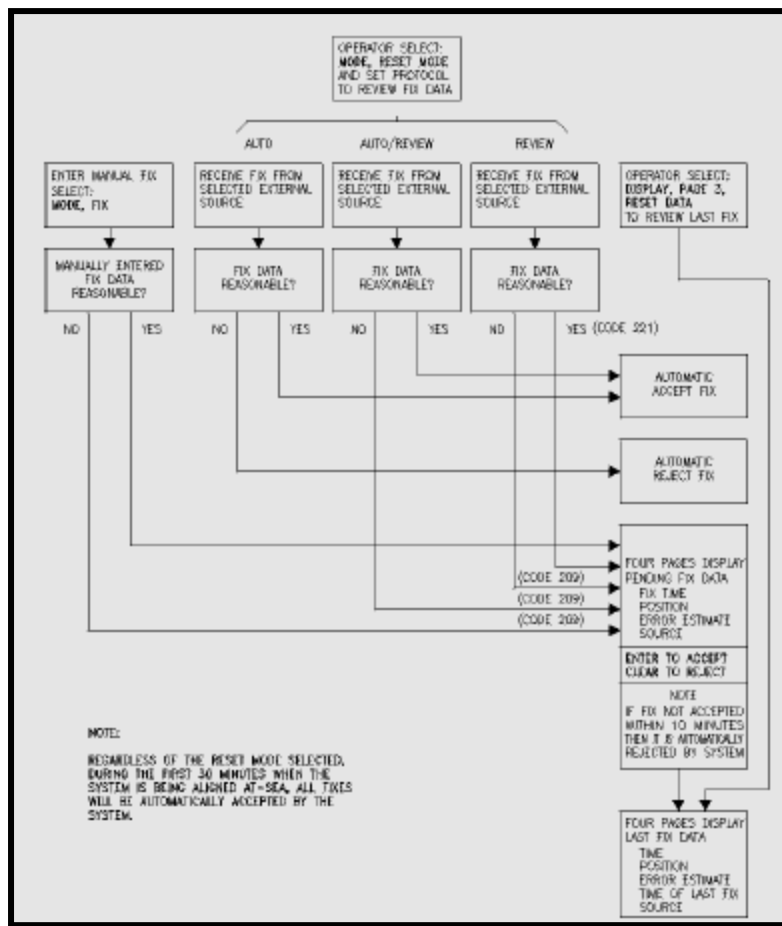 OPERATOR SELECT:
MODE, RESET MODE
AND SET PROTOCOL
TO REVIEW FIX DATA
AUTO
AUTO/REVIEW
REVIEW
ENTER MANUAL FIX
SELECT:
MODE, FIX
RECEIVE FIX FROM
SELECTED EXTERNAL
SOURCE
RECEIVE FIX FROM
SELECTED EXTERNAL
SOURCE
RECEIVE FIX FROM
SELECTED EXTERNAL
SOURCE
OPERATOR SELECT:
DISPLAY, PAGE 3,
RESET DATA
TO REVIEW LAST FIX
MANUALLY ENTERED
FIX DATA
REASONABLE?
FIX DATA
REASONABLE?
FIX DATA
REASONABLE?
FIX DATA
REASONABLE?
NO YES
NO YES
NO YES
NO YES (CODE 221)
AUTOMATIC
ACCEPT FIX
AUTOMATIC
REJECT FIX
FOUR PAGES DISPLAY
PENDING FIX DATA
FIX TIME
POSITION
ERROR ESTIMATE
SOURCE
(CODE 209)
(CODE 209)
(CODE 209)
ENTER TO ACCEPT
CLEAR TO REJECT
NOTE
IF FIX NOT ACCEPTED
WITHIN 10 MINUTES
THEN IT IS AUTOMATICALLY
REJECTED BY SYSTEM
NOTE:
REGARDLESS OF THE RESET MODE SELECTED,
DURING THE FIRST 30 MINUTES WHEN THE
SYSTEM IS BEING ALIGNED AT-SEA, ALL FIXES
WILL BE AUTOMATICALLY ACCEPTED BY THE
SYSTEM.
FOUR PAGES DISPLAY
LAST FIX DATA
TIME
POSITION
ERROR ESTIMATE
TIME OF LAST FIX
SOURCE